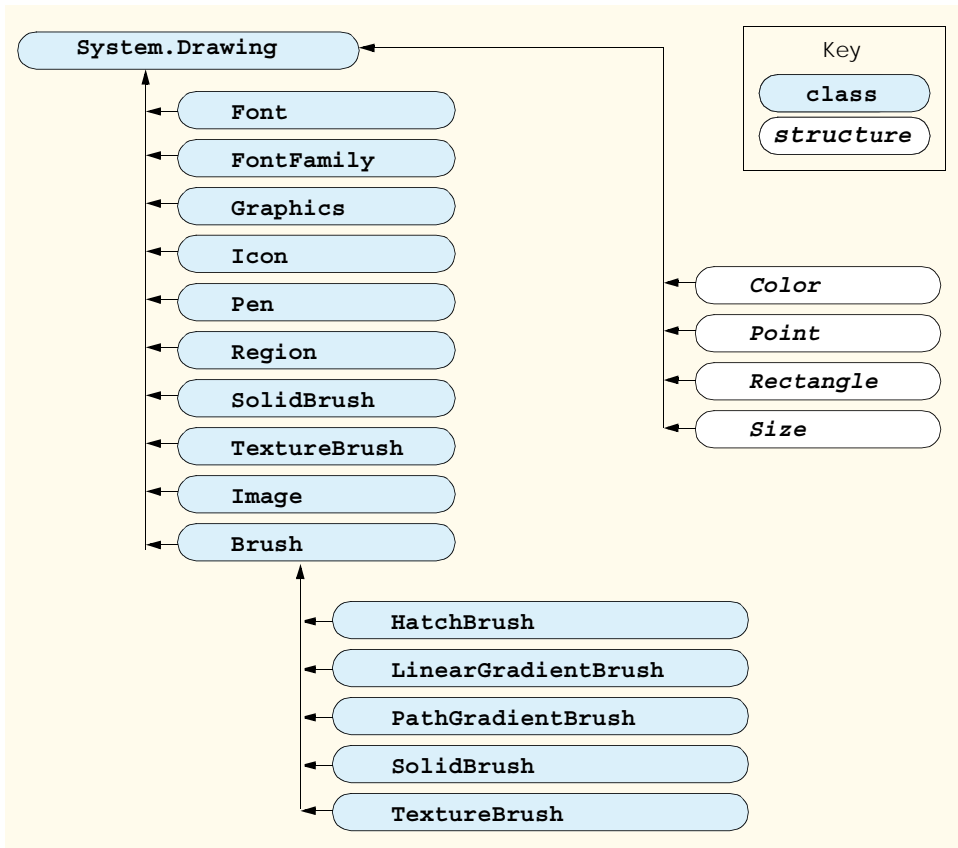 System.Drawing
Key
class
structure
Font
FontFamily
Graphics
Icon
Pen
Region
SolidBrush
TextureBrush
Image
Brush
Color
Point
Rectangle
Size
HatchBrush
LinearGradientBrush
PathGradientBrush
SolidBrush
TextureBrush